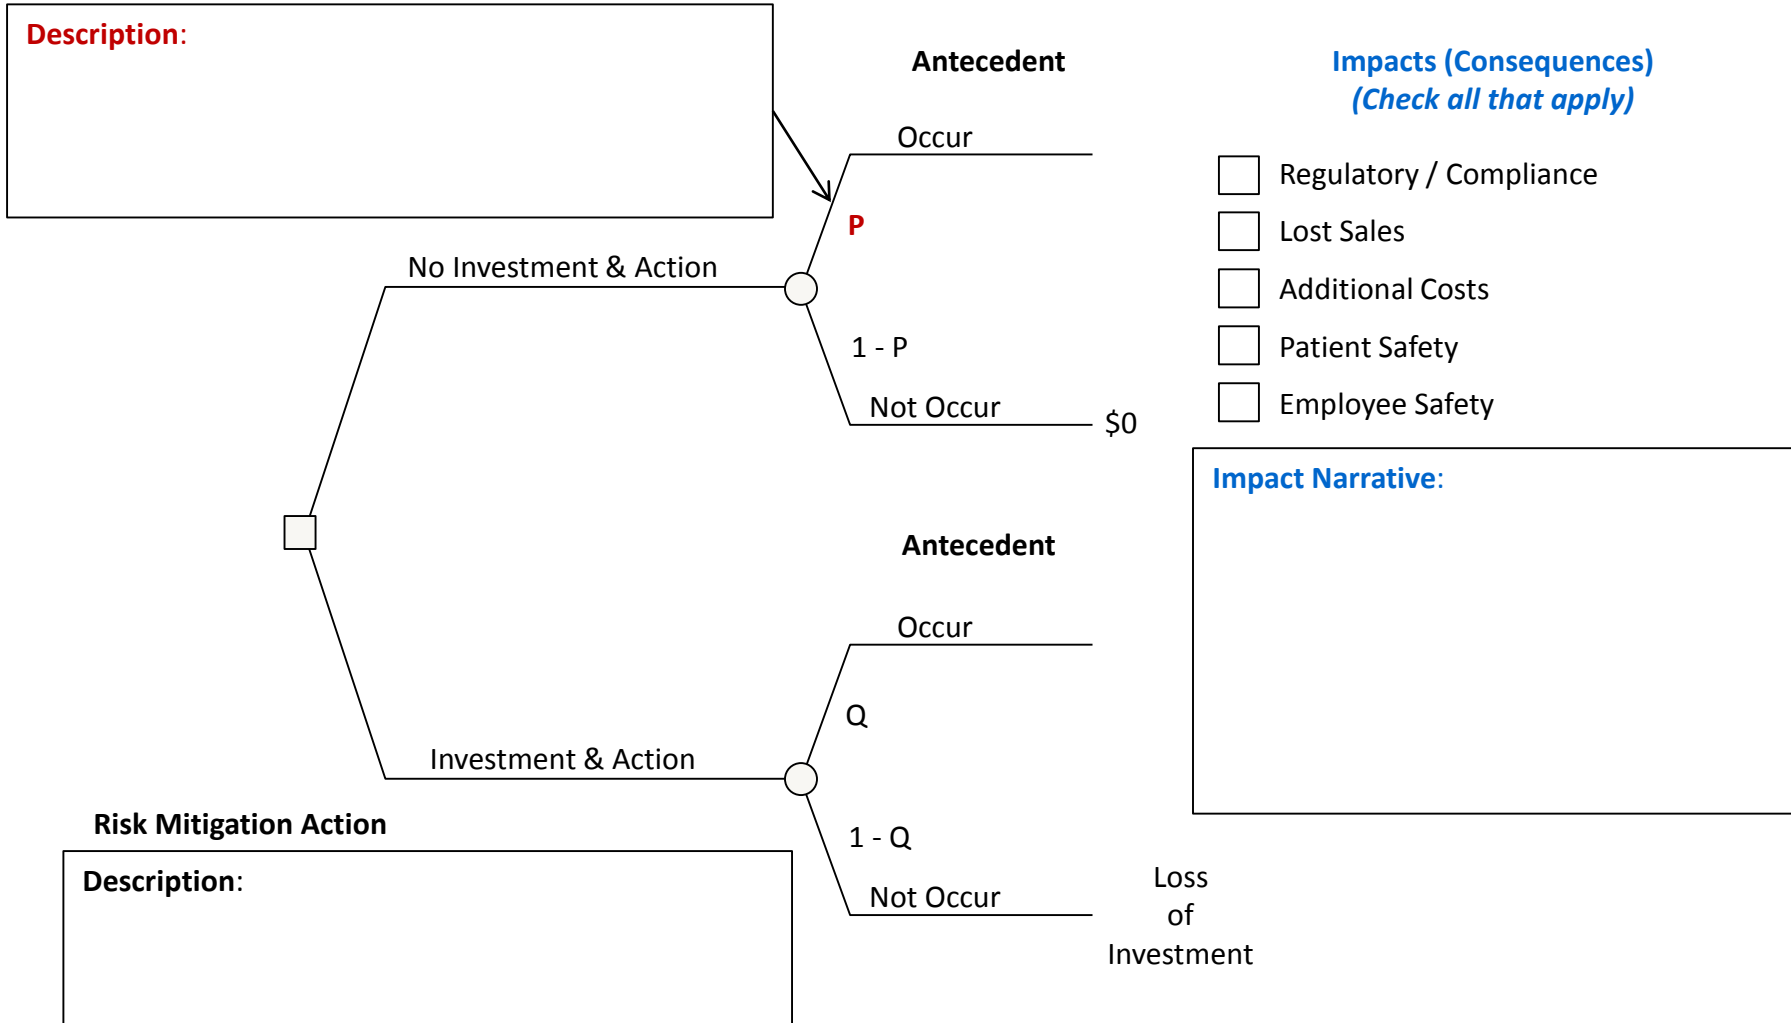 Description:
Antecedent
Impacts (Consequences)
(Check all that apply)
Occur
Regulatory / Compliance
P
Lost Sales
No Investment & Action
Additional Costs
1 - P
Patient Safety
Not Occur
$0
Employee Safety
Impact Narrative:
Antecedent
Occur
Q
Investment & Action
Risk Mitigation Action
1 - Q
Description:
Not Occur
Loss
of
Investment